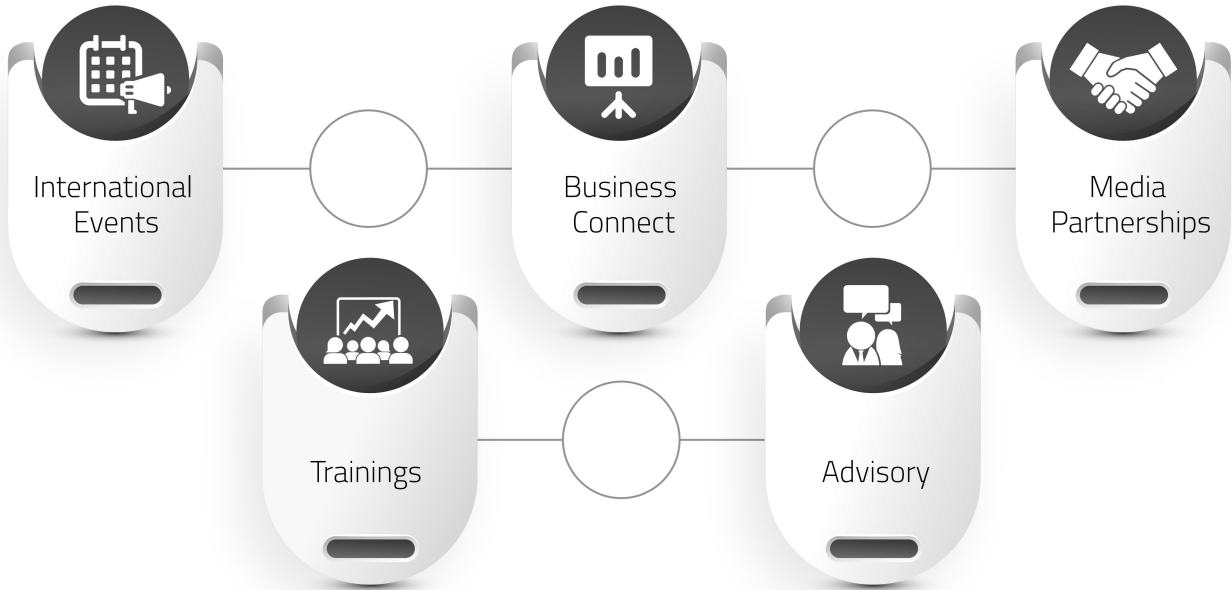 International
Events
Business
Connect
Media
Partnerships
Trainings
Advisory